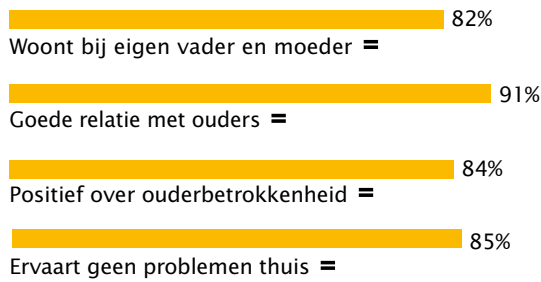 82%
Woont bij eigen vader en moeder =
91%
Goede relatie met ouders =
84%
Positief over ouderbetrokkenheid =
85%
Ervaart geen problemen thuis =